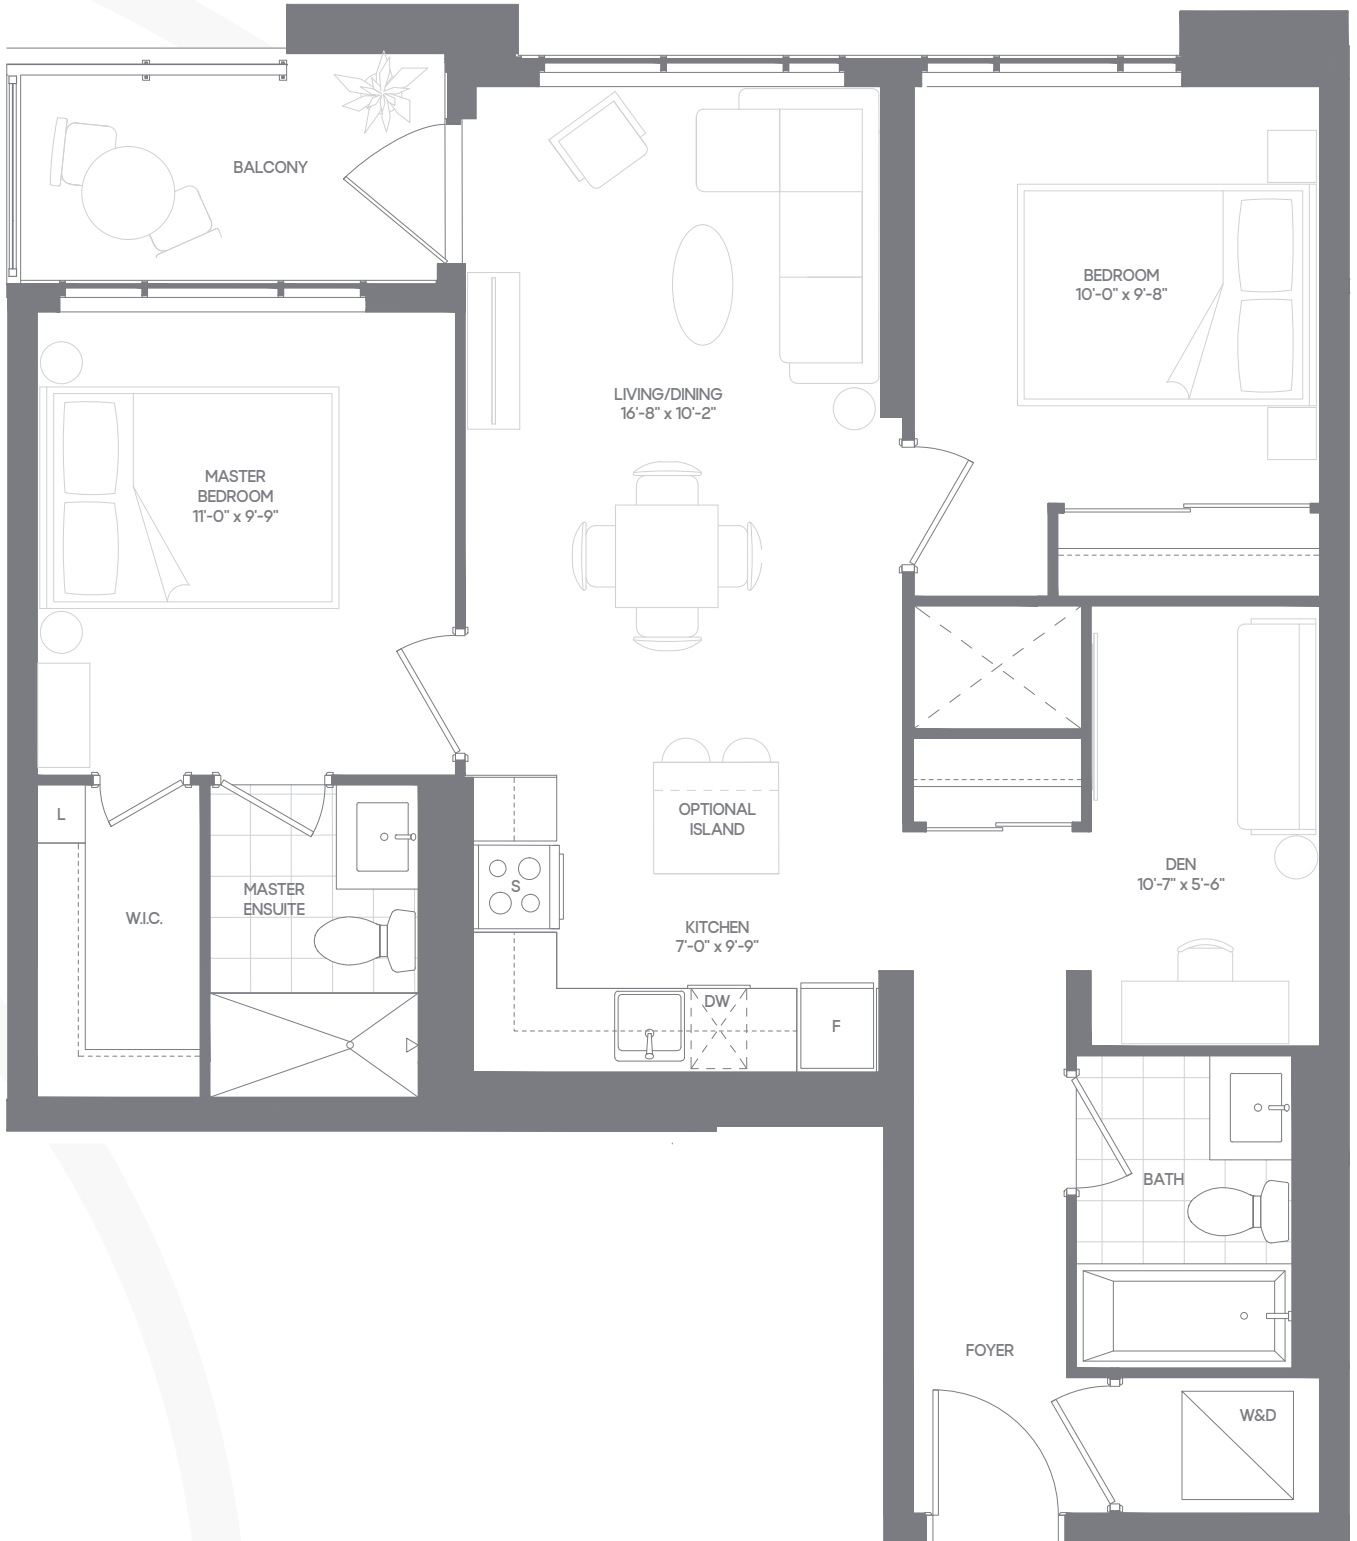 BALCONY
BEDROOM
10'-0" x 9'-8"
LIVING/DINING
16'-8" x 10'-2"
MASTER
BEDROOM
11'-0" x 9'-9"
L
OPTIONAL
ISLAND
S
MASTER
ENSUITE
W.I.C.
DEN
10'-7" x 5'-6"
KITCHEN
7'-0" x 9'-9"
DW
F
BATH
FOYER
W&D